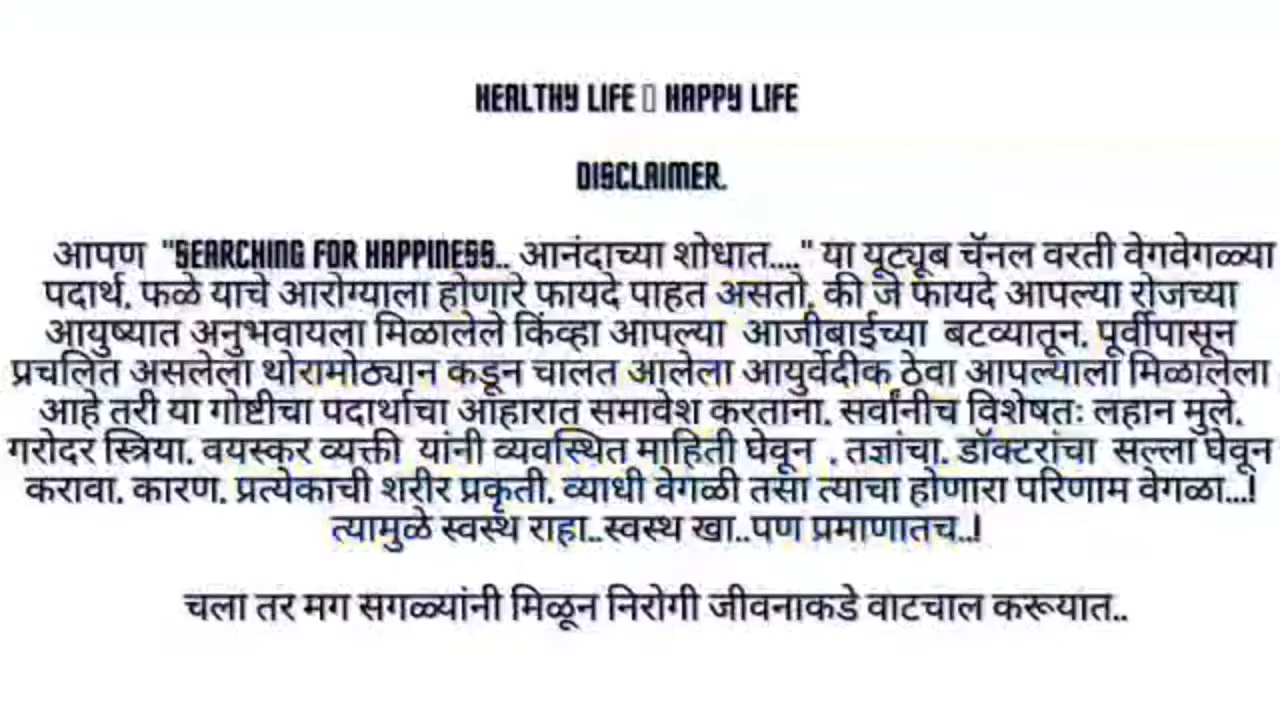 HEALTHY LIFE 𓯰 HAPPY LIFE
DISCLAIMER.
आपण "SEARCHING FOR HAPPINESS.. आनंदाच्या शोधात...." या यूट्यूब चॅनल वरती वेगवेगळ्या
पदार्थ. फळे याचे आरोग्याला होणारे फायदे पाहत असतो. की जे फायदे आपल्या रोजच्या
आयुष्यात अनुभवायला मिळालेले किंव्हा आपल्या आजीबाईच्या बटव्यातून. पूर्वीपासून
प्रचलित असलेला थोरामोठ्यान कडून चालत आलेला आयुर्वेदीक ठेवा आपल्याला मिळालेला
आहे तरी या गोष्टीचा पदार्थाचा आहारात समावेश करताना. सर्वांनीच विशेषतः लहान मुले.
गरोदर स्त्रिया. वयस्कर व्यक्ती यांनी व्यवस्थित माहिती घेवून . तज्ञांचा. डॉक्टरांचा सल्ला घेवून
करावा. कारण. प्रत्येकाची शरीर प्रकृती. व्याधी वेगळी तसा त्याचा होणारा परिणाम वेगळा...!
त्यामुळे स्वस्थ राहा..स्वस्थ खा..पण प्रमाणातच..!
चला तर मग सगळ्यांनी मिळून निरोगी जीवनाकडे वाटचाल करूयात..